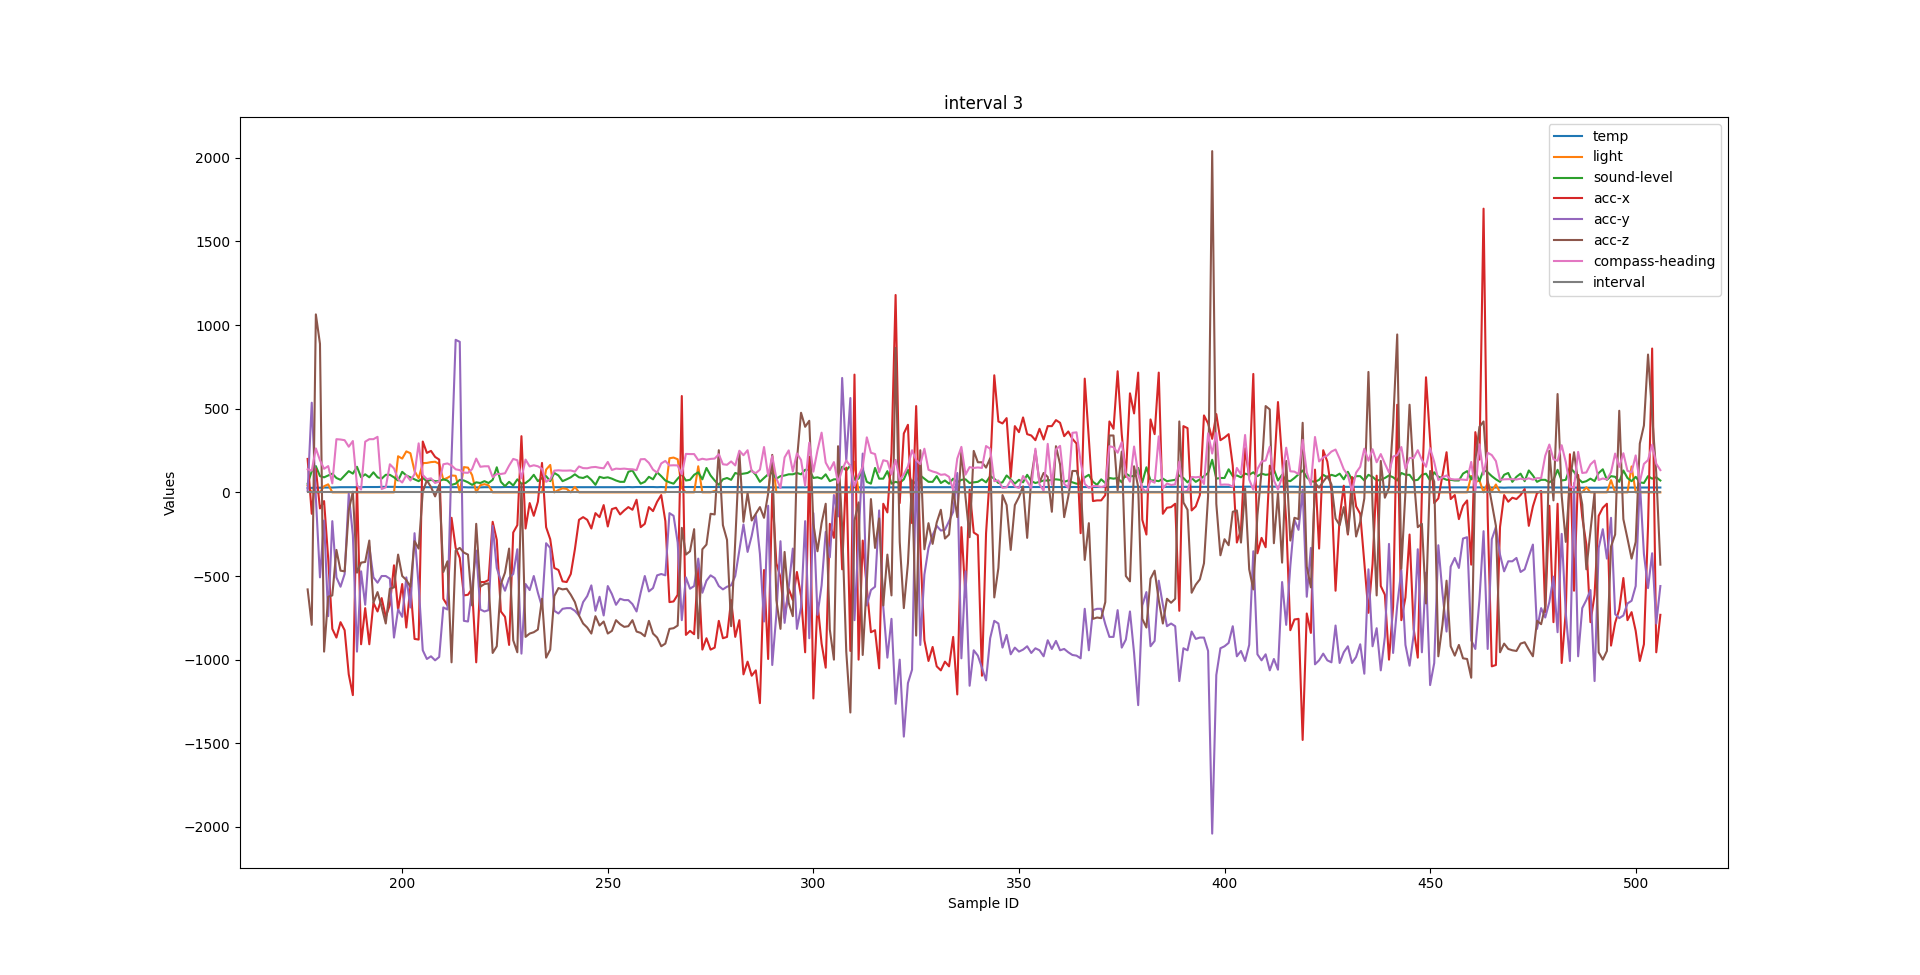 interval 3
temp
light
sound-level
acc-x
acc-y
acc-z
compass-heading
interval
Values
2000
1500
1000
500
0
−500
−1000
−1500
−2000
200 250 300 350 400 450 500
Sample ID